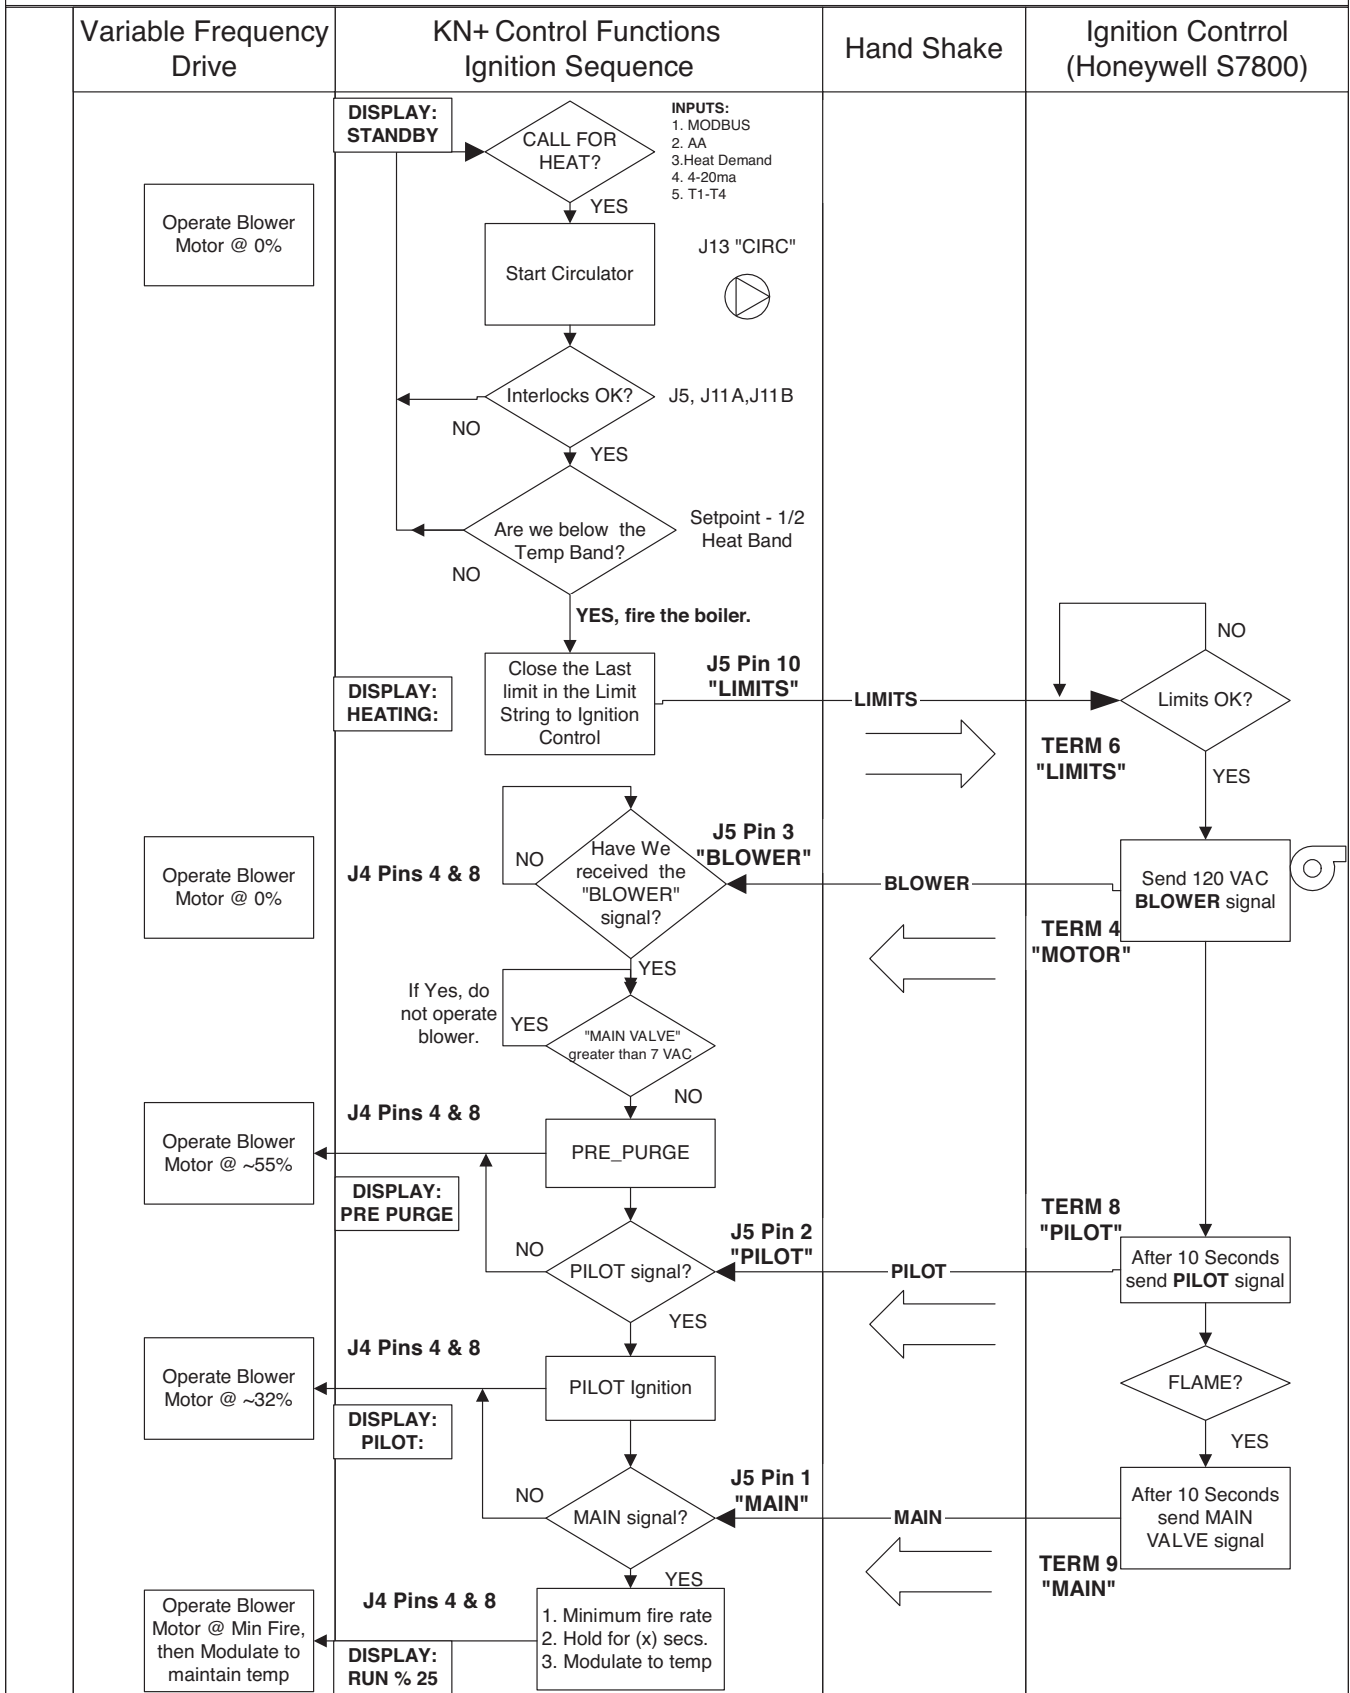 Variable Frequency
Drive
KN+ Control Functions
Ignition Sequence
Hand Shake
Ignition Contrrol
(Honeywell S7800)
DISPLAY:
STANDBY
CALL FOR
HEAT?
INPUTS:
1. MODBUS
2. AA
3.Heat Demand
4. 4-20ma
5. T1-T4
YES
Operate Blower
Motor @ 0%
Start Circulator
J13 "CIRC"
Interlocks OK?
J5, J11A,J11B
NO
YES
Are we below the
Temp Band?
Setpoint - 1/2
Heat Band
NO
YES, fire the boiler.
DISPLAY:
HEATING:
Close the Last
limit in the Limit
String to Ignition
Control
J5 Pin 10
"LIMITS"
LIMITS
NO
Limits OK?
TERM 6
"LIMITS"
YES
Operate Blower
Motor @ 0%
J4 Pins 4 & 8
NO
Have We
received the
"BLOWER"
signal?
J5 Pin 3
"BLOWER"
BLOWER
Send 120 VAC
BLOWER signal
TERM 4
"MOTOR"
YES
If Yes, do
not operate
blower.
YES
"MAIN VALVE"
greater than 7 VAC
NO
J4 Pins 4 & 8
Operate Blower
Motor @ ~55%
PRE_PURGE
DISPLAY:
PRE PURGE
NO
PILOT signal?
J5 Pin 2
"PILOT"
PILOT
TERM 8
"PILOT"
After 10 Seconds
send PILOT signal
YES
J4 Pins 4 & 8
Operate Blower
Motor @ ~32%
PILOT Ignition
FLAME?
DISPLAY:
PILOT:
YES
NO
MAIN signal?
J5 Pin 1
"MAIN"
MAIN
After 10 Seconds
send MAIN
VALVE signal
TERM 9
"MAIN"
YES
J4 Pins 4 & 8
Operate Blower
Motor @ Min Fire,
then Modulate to
maintain temp
1. Minimum fire rate
2. Hold for (x) secs.
3. Modulate to temp
DISPLAY:
RUN % 25